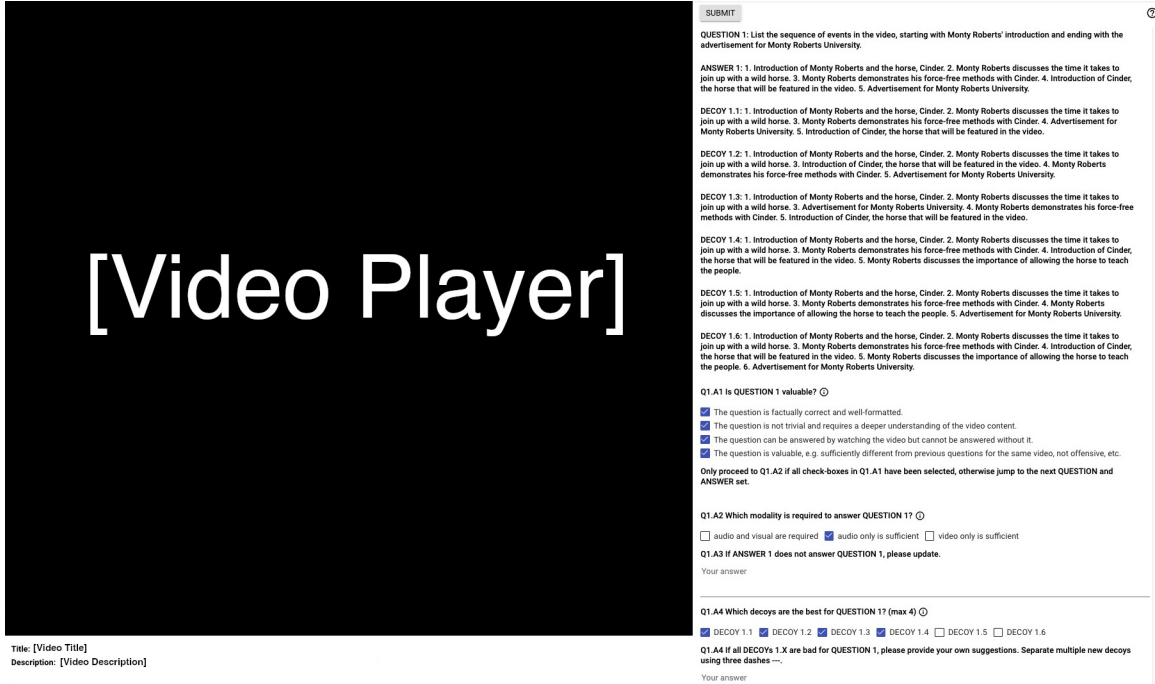 [Video Player]
Title: [Video Title]
Description: [Video Description]
SUBMIT
QUESTION 1: List the sequence of events in the video, starting with Monty Roberts' introduction and ending with the
advertisement for Monty Roberts University.
ANSWER 1: 1. Introduction of Monty Roberts and the horse, Cinder. 2. Monty Roberts discusses the time it takes to
join up with a wild horse. 3. Monty Roberts demonstrates his force-free methods with Cinder. 4. Introduction of Cinder,
the horse that will be featured in the video. 5. Advertisement for Monty Roberts University.
DECOY 1.1: 1. Introduction of Monty Roberts and the horse, Cinder. 2. Monty Roberts discusses the time it takes to
join up with a wild horse. 3. Monty Roberts demonstrates his force-free methods with Cinder. 4. Advertisement for
Monty Roberts University. 5. Introduction of Cinder, the horse that will be featured in the video.
DECOY 1.2: 1. Introduction of Monty Roberts and the horse, Cinder. 2. Monty Roberts discusses the time it takes to
join up with a wild horse. 3. Introduction of Cinder, the horse that will be featured in the video. 4. Monty Roberts
demonstrates his force-free methods with Cinder. 5. Advertisement for Monty Roberts University.
DECOY 1.3: 1. Introduction of Monty Roberts and the horse, Cinder. 2. Monty Roberts discusses the time it takes to
join up with a wild horse. 3. Advertisement for Monty Roberts University. 4. Monty Roberts demonstrates his force-free
methods with Cinder. 5. Introduction of Cinder, the horse that will be featured in the video.
DECOY 1.4: 1. Introduction of Monty Roberts and the horse, Cinder. 2. Monty Roberts discusses the time it takes to
join up with a wild horse. 3. Monty Roberts demonstrates his force-free methods with Cinder. 4. Introduction of Cinder,
the horse that will be featured in the video. 5. Monty Roberts discusses the importance of allowing the horse to teach
the people.
DECOY 1.5: 1. Introduction of Monty Roberts and the horse, Cinder. 2. Monty Roberts discusses the time it takes to
join up with a wild horse. 3. Monty Roberts demonstrates his force-free methods with Cinder. 4. Monty Roberts
discusses the importance of allowing the horse to teach the people. 5. Advertisement for Monty Roberts University.
DECOY 1.6: 1. Introduction of Monty Roberts and the horse, Cinder. 2. Monty Roberts discusses the time it takes to
join up with a wild horse. 3. Monty Roberts demonstrates his force-free methods with Cinder. 4. Introduction of Cinder,
the horse that will be featured in the video. 5. Monty Roberts discusses the importance of allowing the horse to teach
the people. 6. Advertisement for Monty Roberts University.
Q1.A1 Is QUESTION 1 valuable?
The question is factually correct and well-formatted.
The question is not trivial and requires a deeper understanding of the video content.
The question can be answered by watching the video but cannot be answered without it.
The question is valuable, e.g. sufficiently different from previous questions for the same video, not offensive, etc.
Only proceed to Q1.A2 if all check-boxes in Q1.A1 have been selected, otherwise jump to the next QUESTION and
ANSWER set.
Q1.A2 Which modality is required to answer QUESTION 1?
audio and visual are required audio only is sufficient video only is sufficient
Q1.A3 If ANSWER 1 does not answer QUESTION 1, please update.
Your answer
Q1.A4 Which decoys are the best for QUESTION 1? (max 4)
DECOY 1.1 DECOY 1.2 DECOY 1.3 DECOY 1.4 DECOY 1.5 DECOY 1.6
Q1.A4 If all DECOYs 1.X are bad for QUESTION 1, please provide your own suggestions. Separate multiple new decoys
using three dashes ---.
Your answer